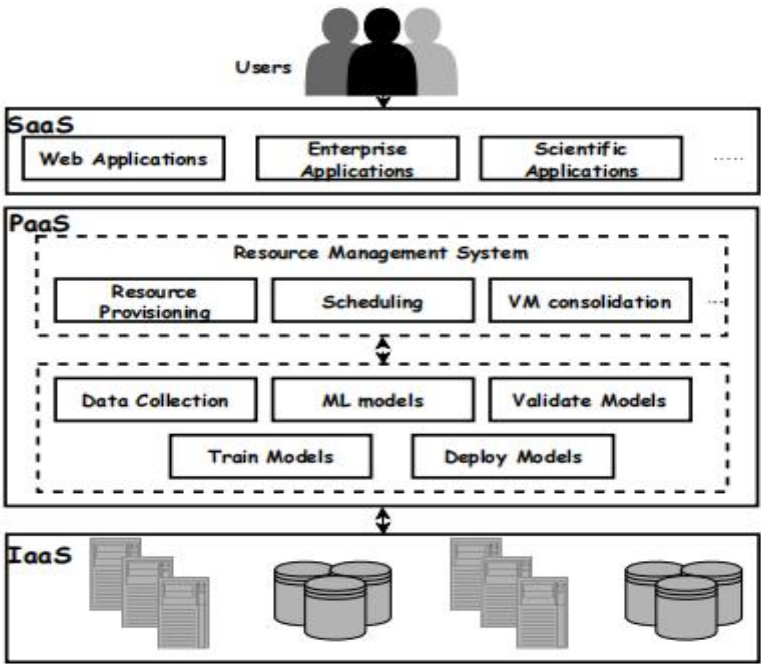 Users
SaaS
Web Applications
Enterprise
Applications
Scientific
Applications
.....
PaaS
Resource Management System
Resource
Provisioning
Scheduling
VM consolidation
...
Data Collection
ML models
Validate Models
Train Models
Deploy Models
IaaS